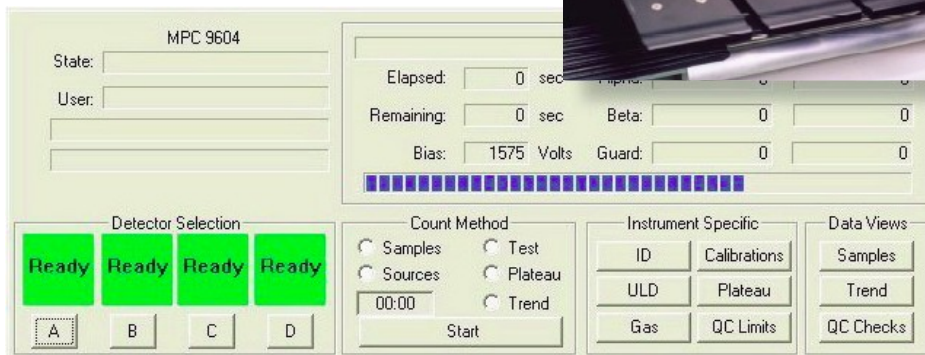 MPC 9604
State:
User:
Elapsed: 0 sec
Remaining: 0 sec Beta: 0 0
Bias: 1575 Volts Guard: 0 0
Detector Selection
Ready Ready Ready Ready
A B C D
Count Method
Samples Test
Sources Plateau
00:00 Trend
Start
Instrument Specific
ID Calibrations
ULD Plateau
Gas QC Limits
Data Views
Samples
Trend
QC Checks